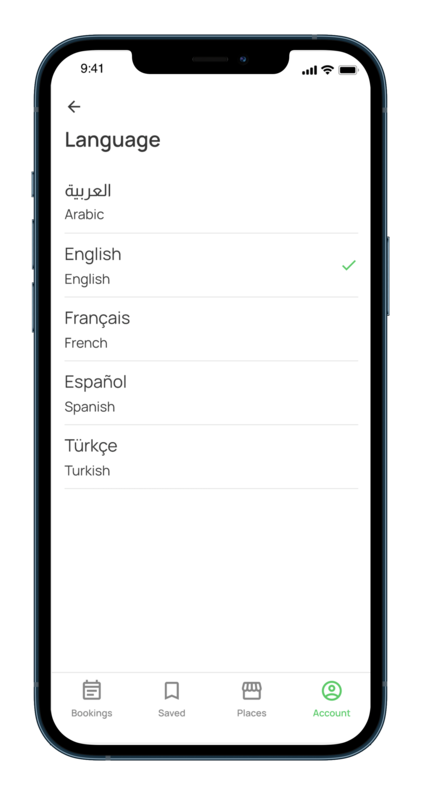 9:41
Language
العربية
Arabic
English
English
Français
French
Español
Spanish
Türkçe
Turkish
Bookings
Saved
Places
Account